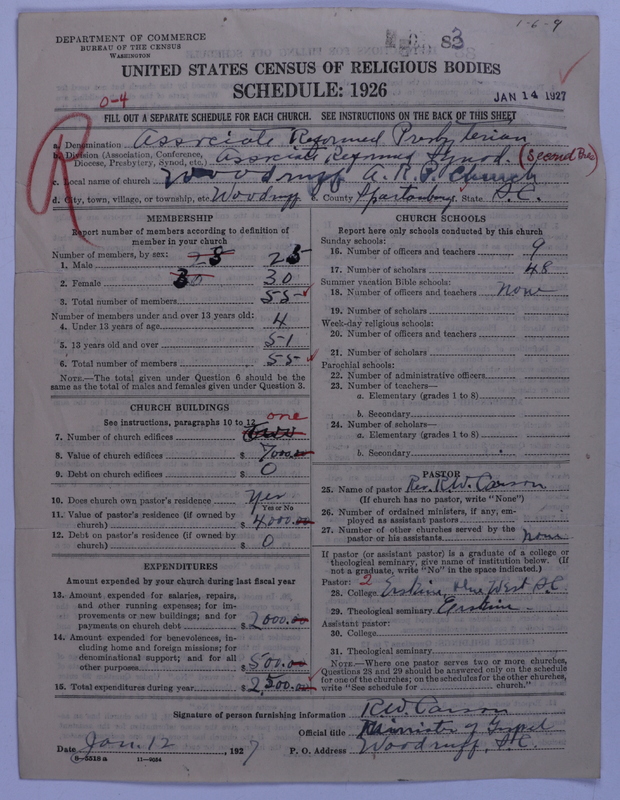 1-6-9
DEPARTMENT OF COMMERCE
BUREAU OF THE CENSUS
WASHINGTON
83
UNITED STATES CENSUS OF RELIGIOUS BODIES
SCHEDULE: 1926
0-4
JAN 14 1927
FILL OUT A SEPARATE SCHEDULE FOR EACH CHURCH. SEE INSTRUCTIONS ON THE BACK OF THIS SHEET
R
a. Denomination Associate Reformed Presbyterian
b. Division (Association, Conference, Diocese, Presbytery, Synod, etc.) Associate Reformed Synod. (Second Pres)
c. Local name of church Woodruff A. R. P. Church
d. City, town, village, or township, etc Woodruff e. County Spartanburg State S.C.
MEMBERSHIP
Report number of members according to definition of
member in your church
Number of members, by sex:
1. Male 25
2. Female 30 30
3. Total number of members 55
Number of members under and over 13 years old:
4. Under 13 years of age 4
5. 13 years old and over 51
6. Total number of members 55
NOTE.—The total given under Question 6 should be
same as the total of males and females given under Question 3.
CHURCH BUILDINGS
See instructions, paragraphs 10 to 12 one
7. Number of church edifices two
8. Value of church edifices $ 7000.00
9. Debt on church edifices $ 0
10. Does church own pastor's residence Yes
Yes or No
11. Value of pastor's residence (if owned by
church) $ 4,000.00
12. Debt on pastor's residence (if owned by
church) $ 0
EXPENDITURES
Amount expended by your church during last fiscal year
13. Amount expended for salaries, repairs,
and other running expenses; for im-
provements or new buildings; and for
payments on church debt $ 2,000.00
14. Amount expended for benevolences, in-
cluding home and foreign missions; for
denominational support; and for all
other purposes $ 500.00
15. Total expenditures during year $ 2,500.00
CHURCH SCHOOLS
Report here only schools conducted by this church
Sunday schools:
16. Number of officers and teachers 9
17. Number of scholars 48
Summer vacation Bible schools:
18. Number of officers and teachers none
19. Number of scholars
Week-day religious schools:
20. Number of officers and teachers
21. Number of scholars
Parochial schools:
22. Number of administrative officers
23. Number of teachers—
a. Elementary (grades 1 to 8)
b. Secondary
24. Number of scholars—
a. Elementary (grades 1 to 8)
b. Secondary
PASTOR
25. Name of pastor Rev. R.W. Carson
(If church has no pastor, write "None")
26. Number of ordained ministers, if any, em-
ployed as assistant pastors
27. Number of other churches served by the
pastor or his assistants none
If pastor (or assistant pastor) is a graduate of a college or
theological seminary, give name of institution below. (If
not a graduate, write "No" in the space indicated.)
Pastor: 2
28. College Erskine, Due West S.C.
29. Theological seminary Erskine
Assistant pastor:
30. College
31. Theological seminary
NOTE.—Where one pastor serves two or more churches,
Questions 28 and 29 should be answered only on the schedule
for one of the churches; on the schedules for the other churches,
write "See schedule for church."
Signature of person furnishing information R.W. Carson
Official title Minister of Gospel
Date Jan. 12, 1927 P. O. Address Woodruff, S.C.
8-5318a 11-9034